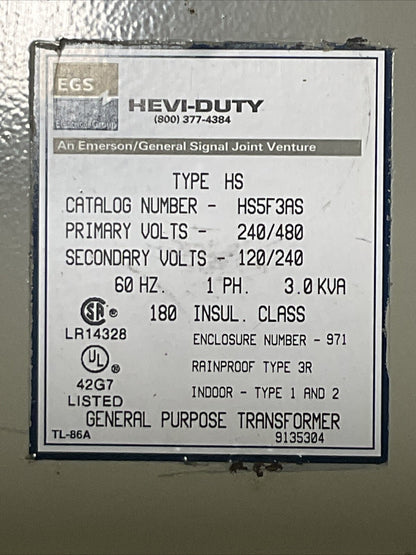 EGS
Electrical Group
HEVI-DUTY
(800) 377-4384
An Emerson/General Signal Joint Venture
TYPE HS
CATALOG NUMBER - HS5F3AS
PRIMARY VOLTS - 240/480
SECONDARY VOLTS - 120/240
60 HZ. 1 PH. 3.0 KVA
SA ® 180 INSUL. CLASS
LR14328
ENCLOSURE NUMBER - 971
UL ®
RAINPROOF TYPE 3R
42G7
INDOOR - TYPE 1 AND 2
LISTED
GENERAL PURPOSE TRANSFORMER
TL-86A 9135304